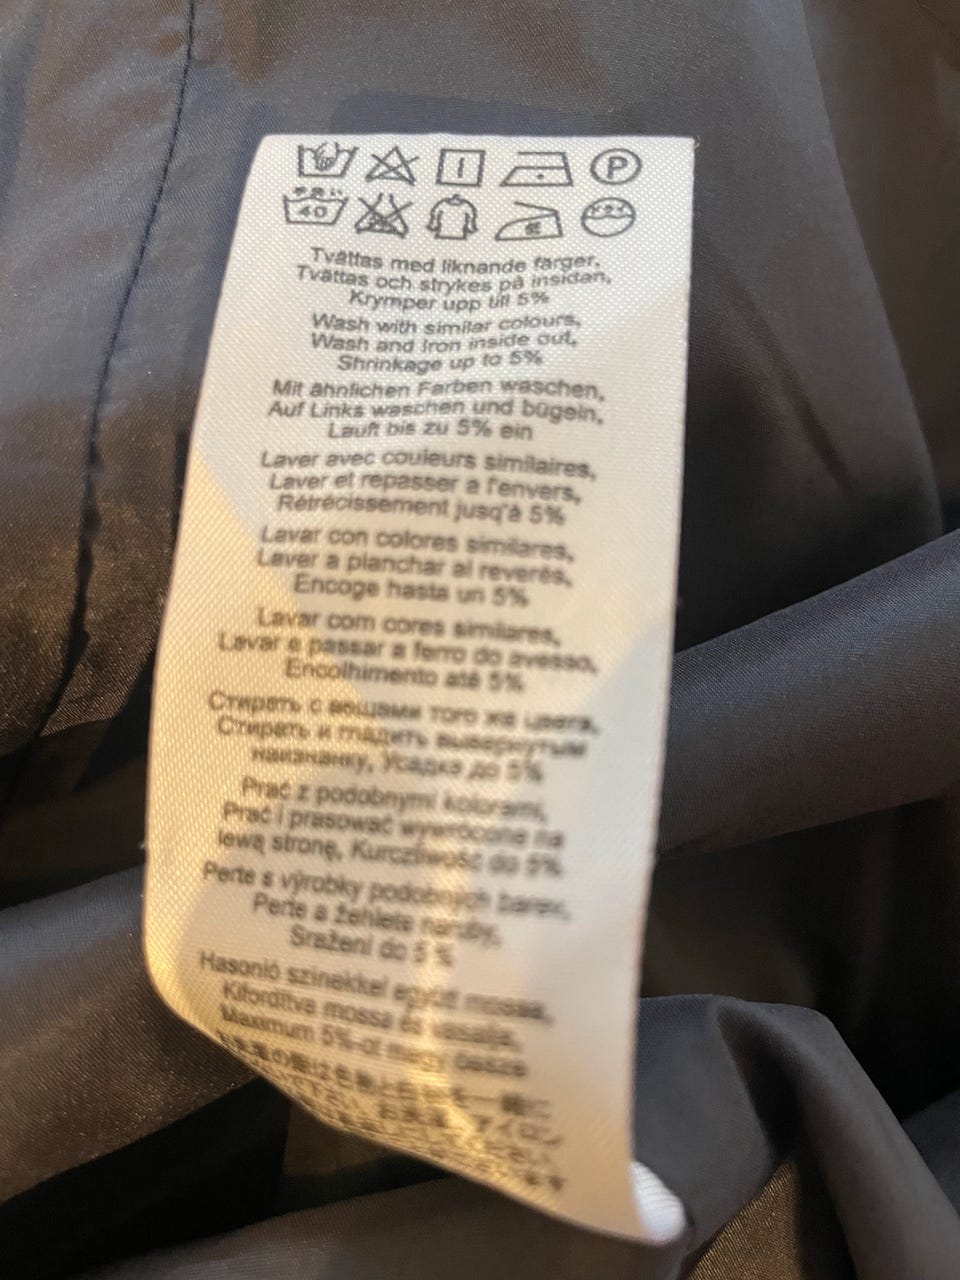 P
手洗い
40
Tvättas med liknande färger,
Tvättas och strykes på insidan,
Krymper upp till 5%
Wash with similar colours,
Wash and Iron inside out,
Shrinkage up to 5%
Mit ähnlichen Farben waschen,
Auf Links waschen und bügeln,
Lauft bis zu 5% ein
Laver avec couleurs similaires,
Laver et repasser a l'envers,
Rétrécissement jusq'à 5%
Lavar con colores similares,
Laver a planchar al reverés,
Encoge hasta un 5%
Lavar com cores similares,
Lavar e passar a ferro do avesso,
Encolhimento até 5%
Стирать с вещами того же цвета,
Стирать и гладить вывернутым
наизнанку, Усадка до 5%
Prać z podobnymi kolorami,
Prać i prasować wywrócone na
lewą stronę, Kurczliwość do 5%
Perte s výrobky podobných barev,
Perte a žehlete naruby,
Sražení do 5 %
Hasonió szinekkel együtt mossa,
Kifordítva mossa és vasalja,
Maximum 5%-ot megy össze